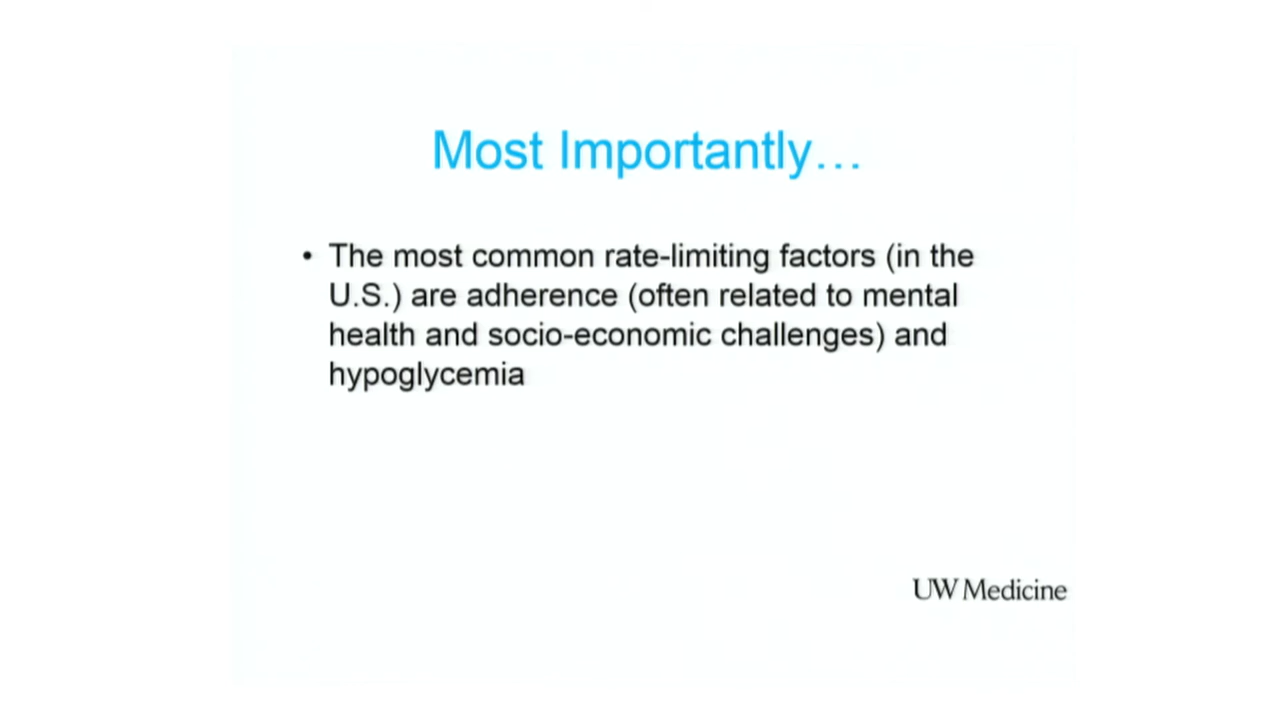 Most Importantly...
• The most common rate-limiting factors (in the
U.S.) are adherence (often related to mental
health and socio-economic challenges) and
hypoglycemia
UW Medicine